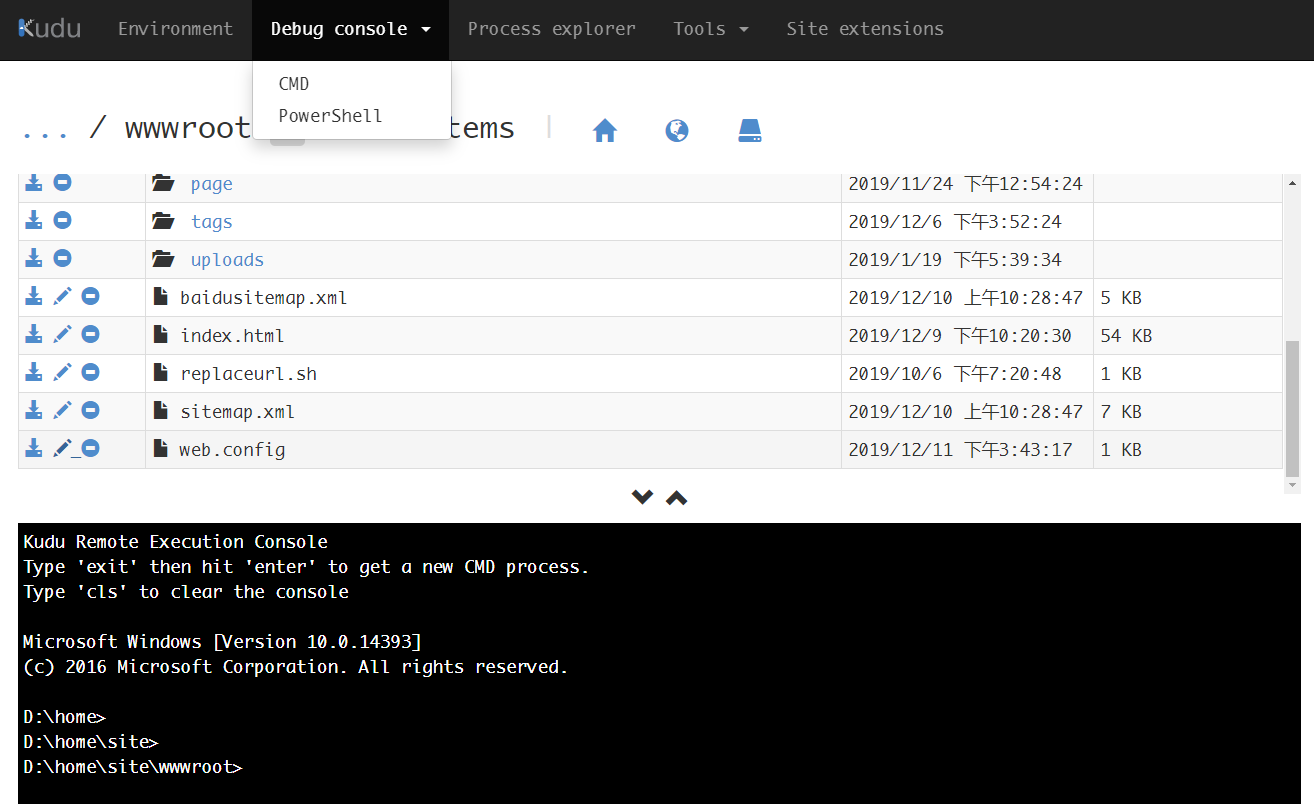 Kudu Environment Debug console Process explorer Tools Site extensions
CMD
PowerShell
... / wwwroot tems |
page 2019/11/24 下午12:54:24
tags 2019/12/6 下午3:52:24
uploads 2019/1/19 下午5:39:34
baidusitemap.xml 2019/12/10 上午10:28:47 5 KB
index.html 2019/12/9 下午10:20:30 54 KB
replaceurl.sh 2019/10/6 下午7:20:48 1 KB
sitemap.xml 2019/12/10 上午10:28:47 7 KB
web.config 2019/12/11 下午3:43:17 1 KB
Kudu Remote Execution Console
Type 'exit' then hit 'enter' to get a new CMD process.
Type 'cls' to clear the console
Microsoft Windows [Version 10.0.14393]
(c) 2016 Microsoft Corporation. All rights reserved.
D:\home>
D:\home\site>
D:\home\site\wwwroot>